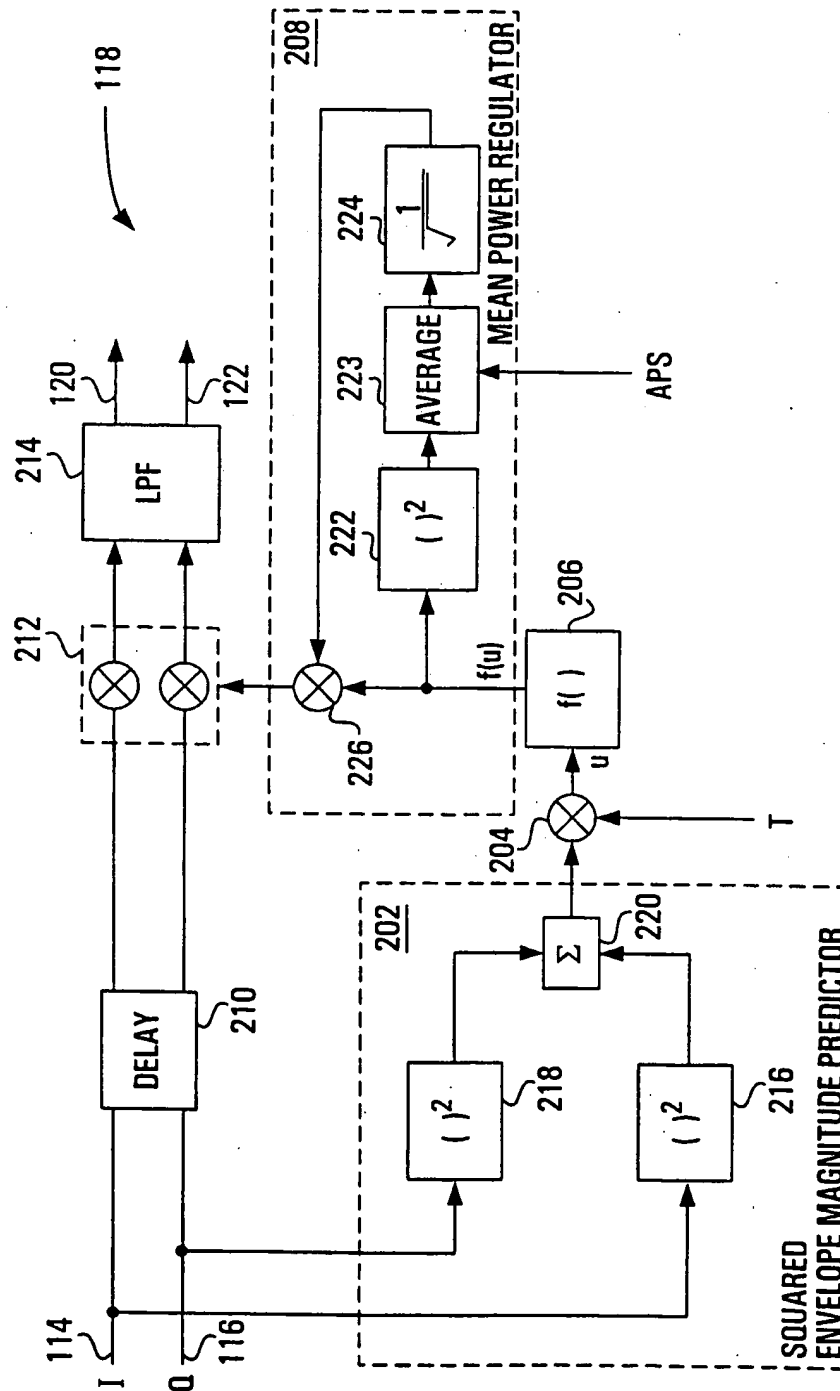 118
I
114
Q
116
DELAY
210
212
214
LPF
120
122
SQUARED
ENVELOPE MAGNITUDE PREDICTOR
202
( )²
218
( )²
216
Σ
220
204
T
u
f( )
206
f(u)
208
MEAN POWER REGULATOR
226
222
( )²
223
AVERAGE
224
1
√
APS